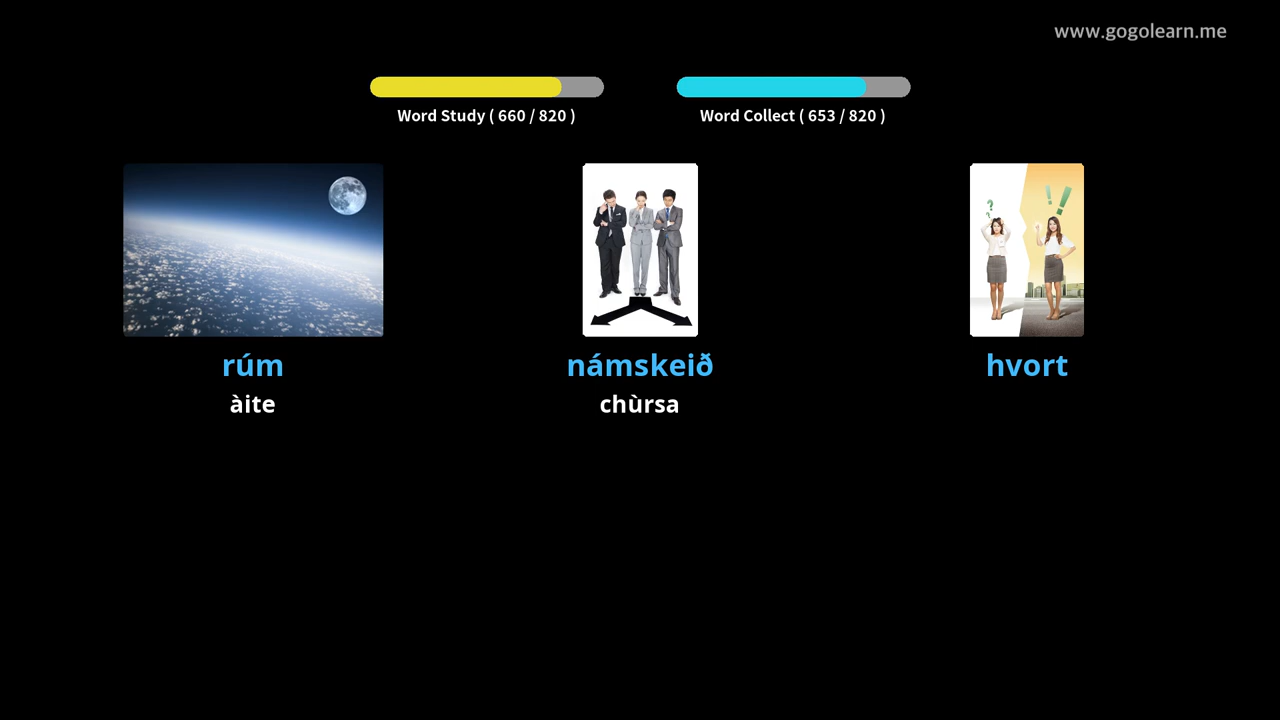 www.gogolearn.me
Word Study ( 660 / 820 )
Word Collect ( 653 / 820 )
rúm
àite
námskeið
chùrsa
hvort